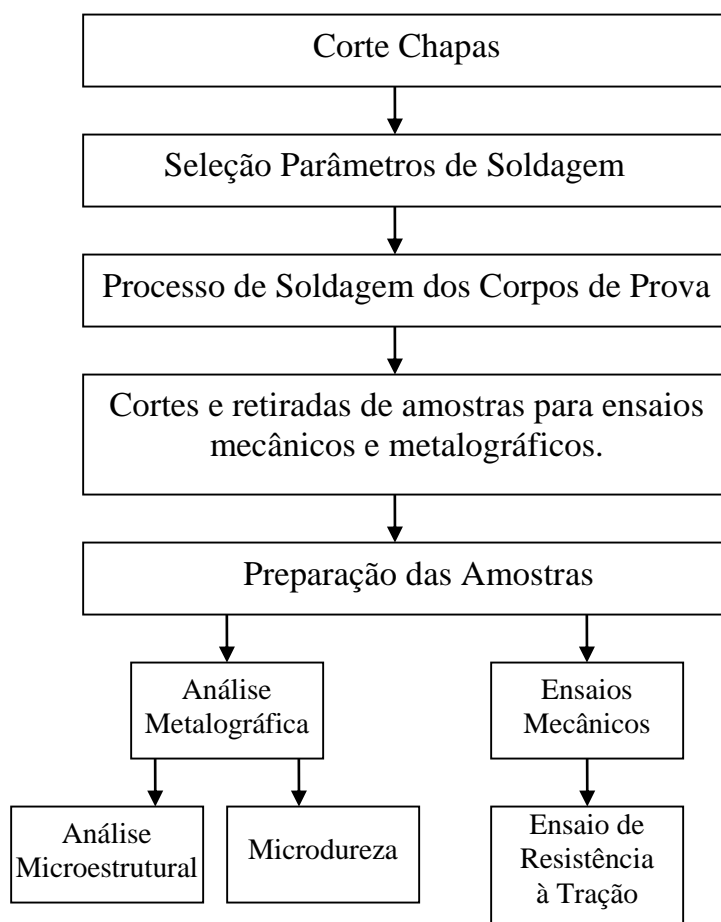 Corte Chapas
Seleção Parâmetros de Soldagem
Processo de Soldagem dos Corpos de Prova
Cortes e retiradas de amostras para ensaios
mecânicos e metalográficos.
Preparação das Amostras
Análise
Metalográfica
Ensaios
Mecânicos
Análise
Microestrutural
Microdureza
Ensaio de
Resistência
à Tração